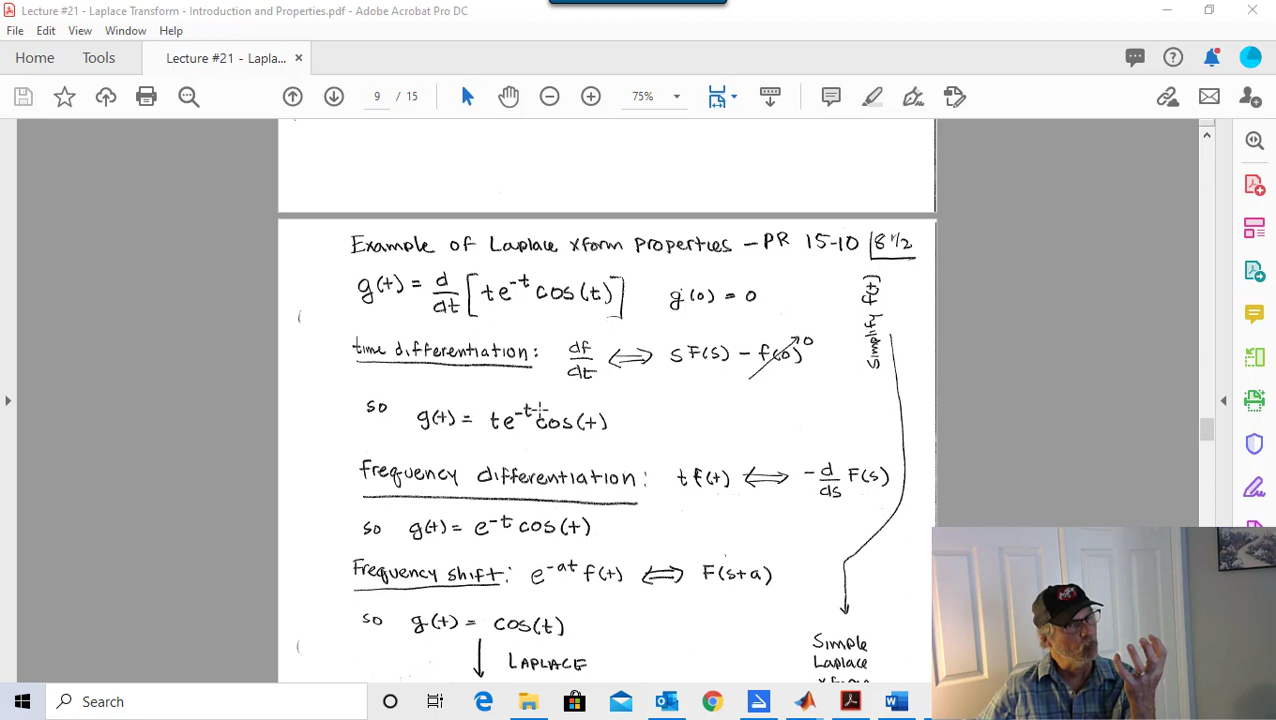 Lecture #21 - Laplace Transform - Introduction and Properties.pdf - Adobe Acrobat Pro DC
File Edit View Window Help
Home Tools Lecture #21 - Lapla... ×
9 / 15 75%
Example of Laplace xform properties - PR 15-10 8 1/2
g(t) = d/dt [te^-t cos(t)] g(0) = 0
simplify f(t)
time differentiation: df/dt ⟺ sF(s) - f(0) 0
so g(t) = te^-t cos(t)
Frequency differentiation: tf(t) ⟺ -d/ds F(s)
so g(t) = e^-t cos(t)
Frequency shift: e^-at f(t) ⟺ F(s+a)
so g(t) = cos(t)
↓ LAPLACE
Simple
Laplace
xform
Search